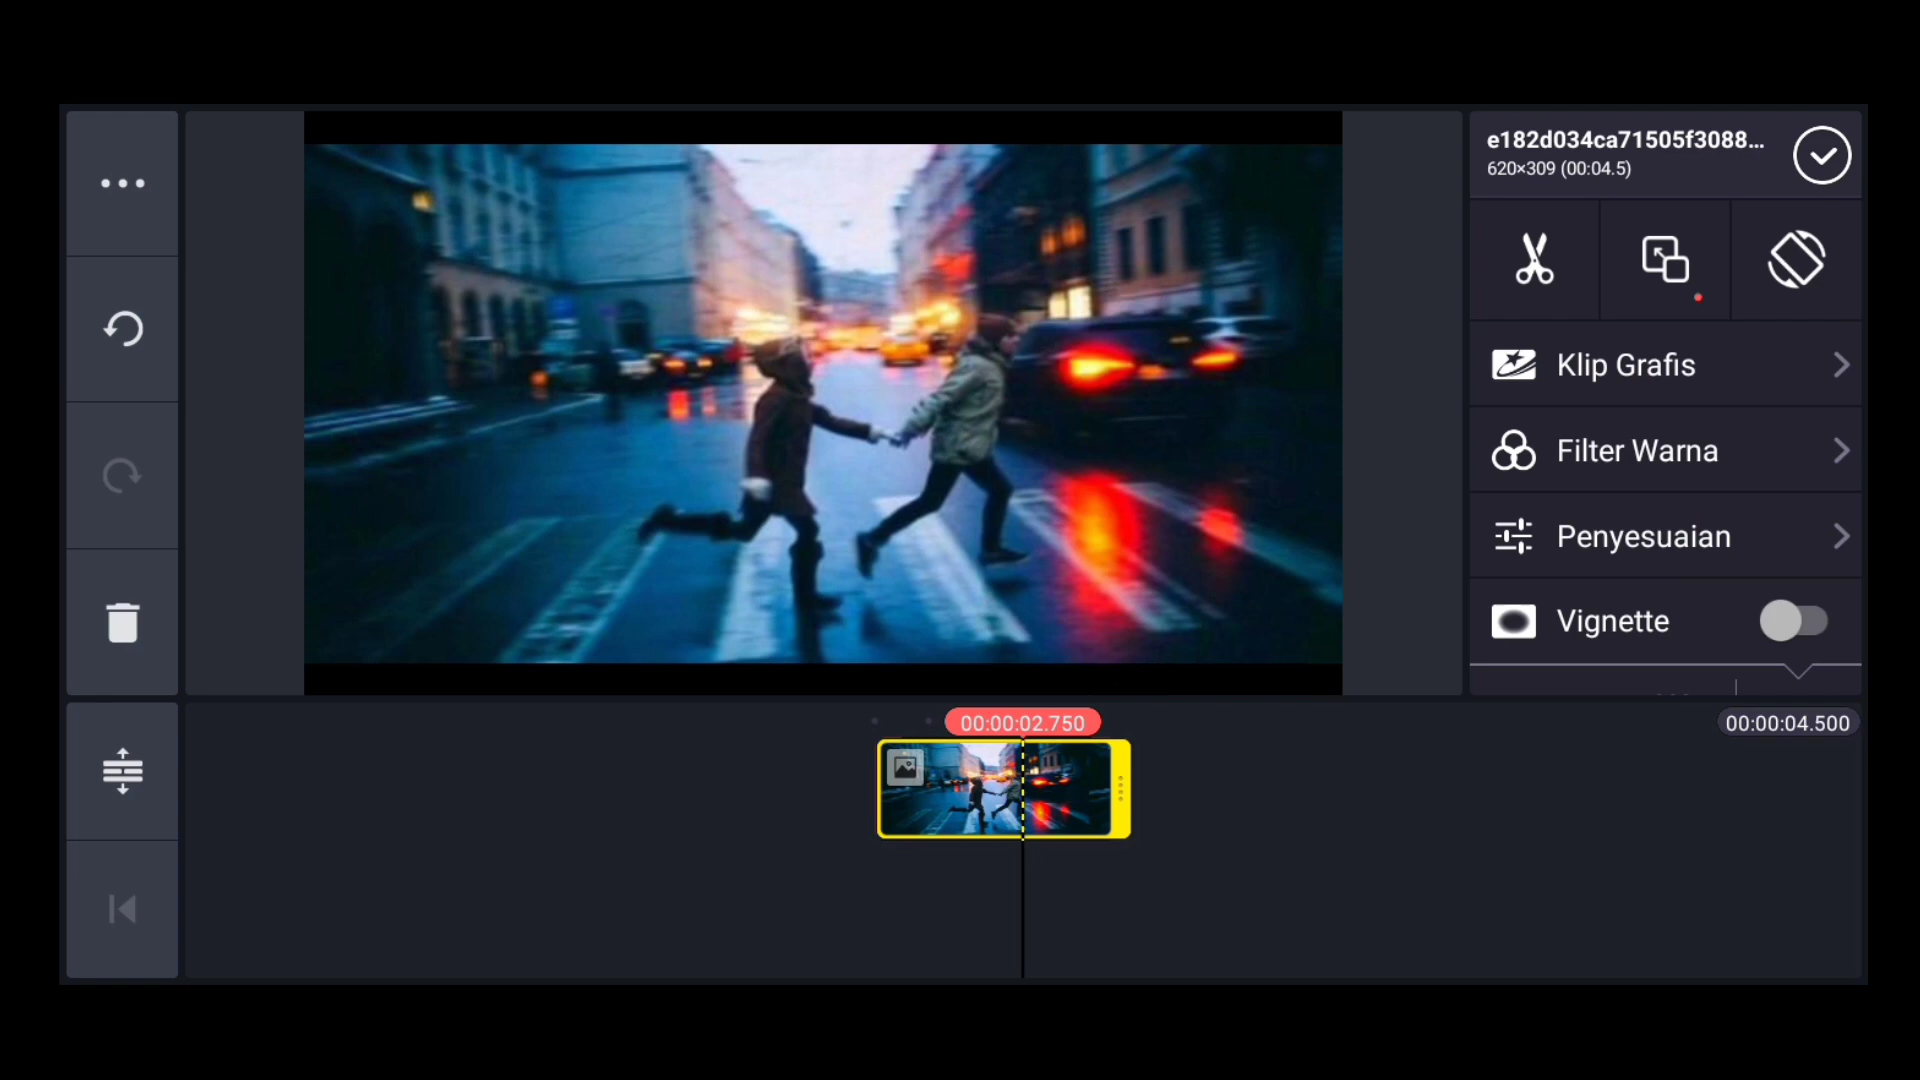 e182d034ca71505f3088...
620×309 (00:04.5)
Klip Grafis
Filter Warna
Penyesuaian
Vignette
00:00:02.750
00:00:04.500